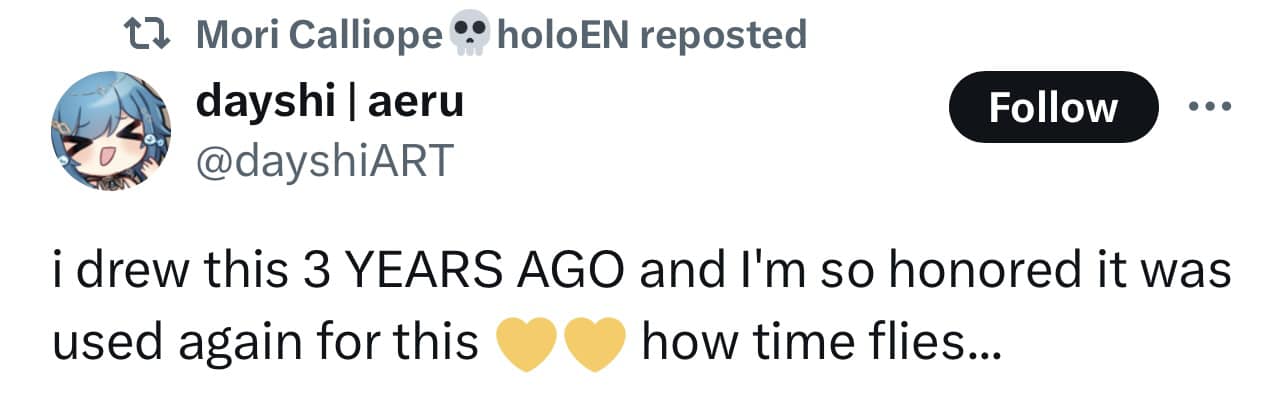 Mori Calliope💀holoEN reposted
dayshi | aeru
Follow
@dayshiART
i drew this 3 YEARS AGO and I'm so honored it was
used again for this 💛💛 how time flies...